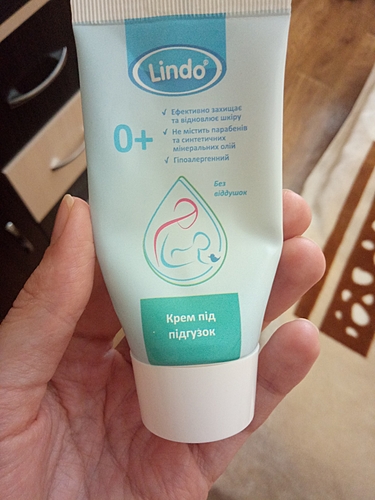 Lindo®
0+
✓ Ефективно захищає
та відновлює шкіру
✓ Не містить парабенів
та синтетичних
мінеральних олій
✓ Гіпоалергенний
Без
віддушок
Крем під
підгузок